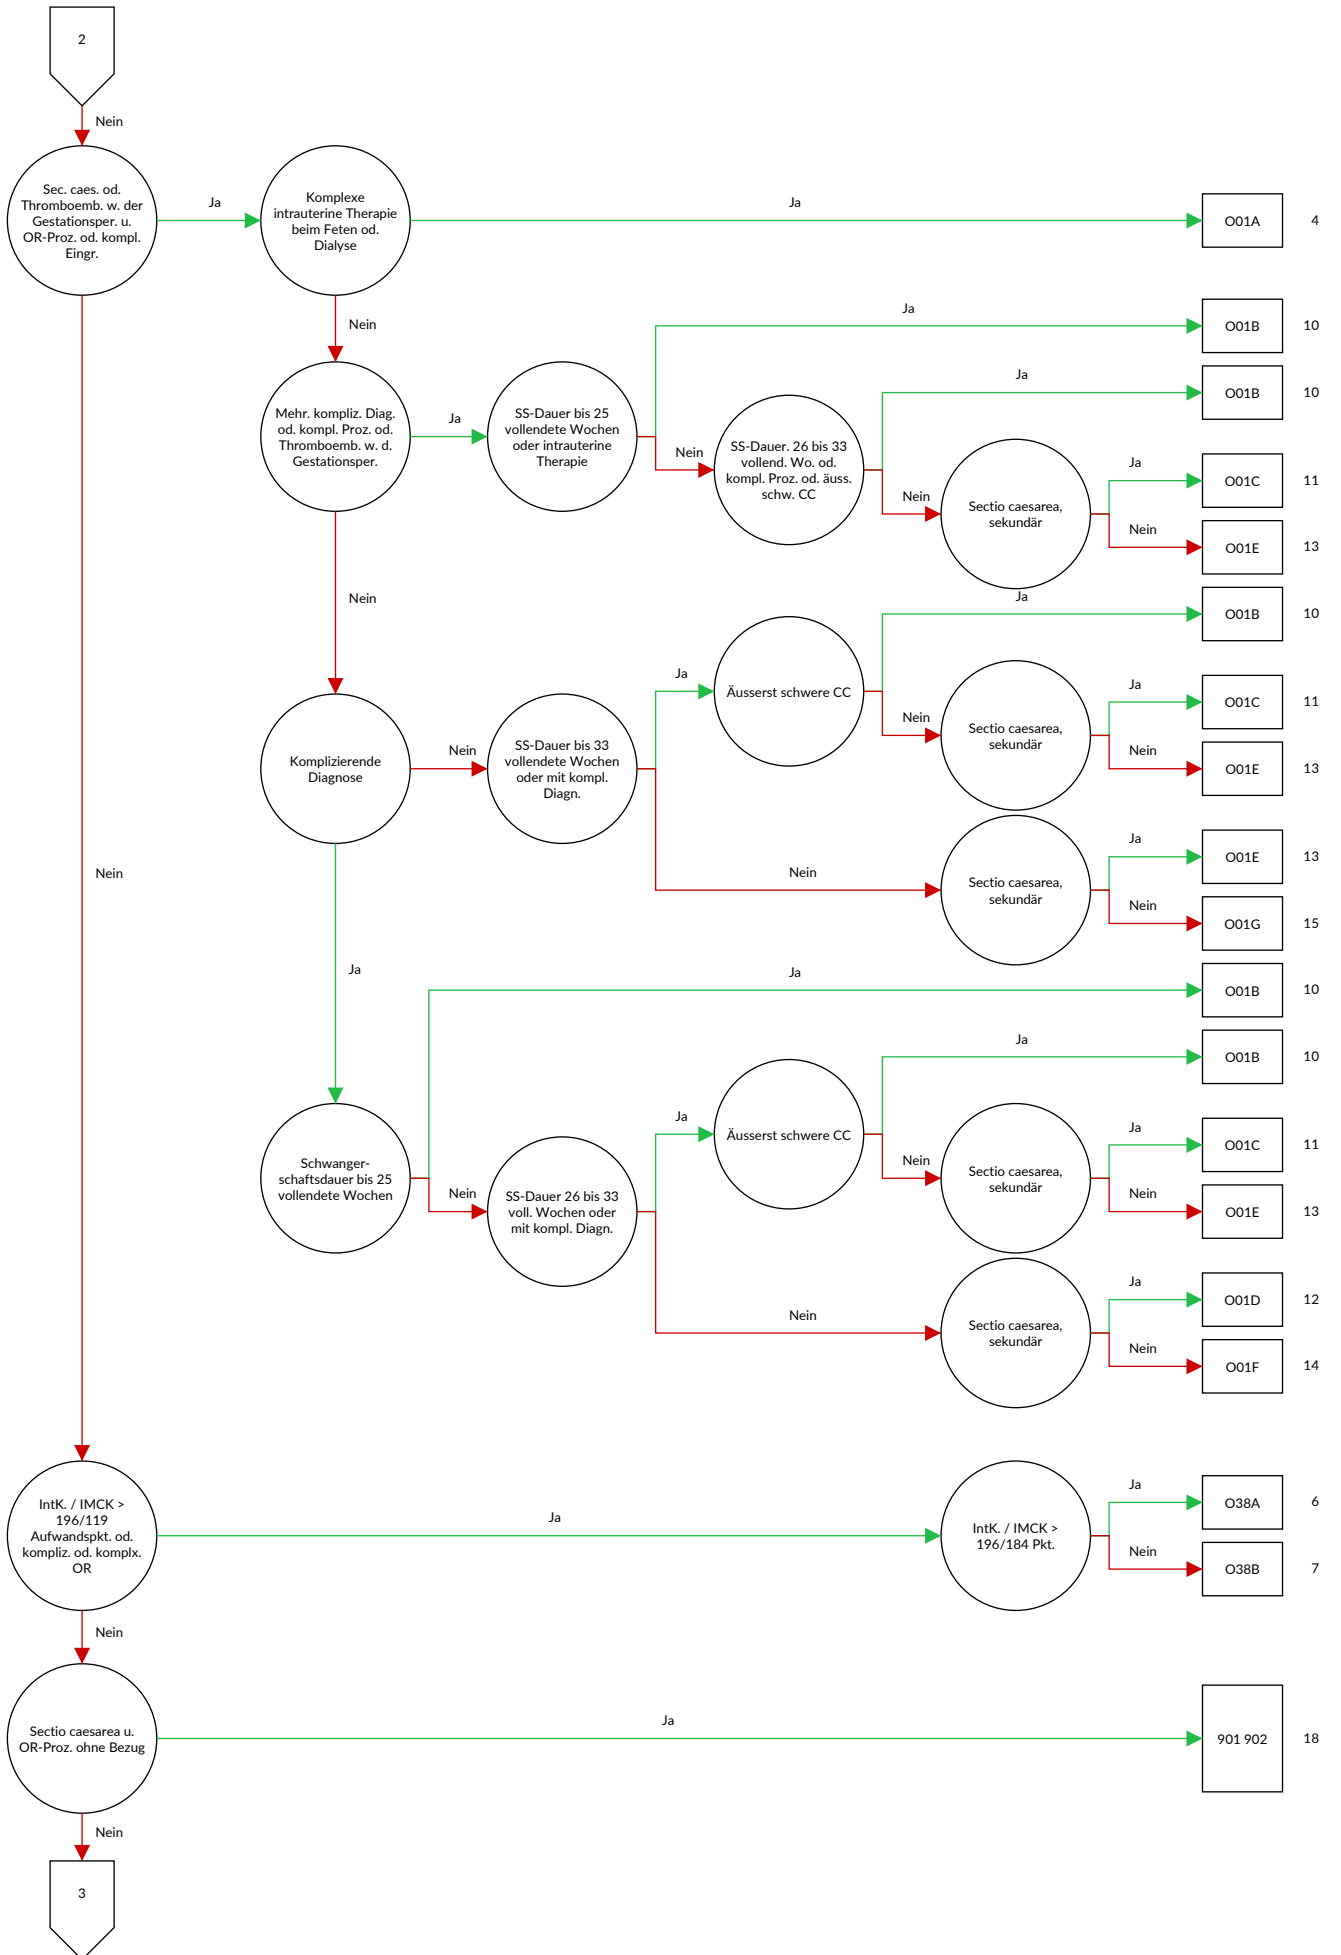 2
Nein
Sec. caes. od.
Thromboemb. w. der
Gestationsper. u.
OR-Proz. od. kompl.
Eingr.
Ja
Komplexe
intrauterine Therapie
beim Feten od.
Dialyse
Ja
O01A
4
Nein
Ja
O01B
10
Mehr. kompliz. Diag.
od. kompl. Proz. od.
Thromboemb. w. d.
Gestationsper.
Ja
SS-Dauer bis 25
vollendete Wochen
oder intrauterine
Therapie
Nein
SS-Dauer. 26 bis 33
vollend. Wo. od.
kompl. Proz. od. äuss.
schw. CC
Ja
O01B
10
Nein
Sectio caesarea,
sekundär
Ja
O01C
11
Nein
O01E
13
Nein
Ja
O01B
10
Komplizierende
Diagnose
Nein
SS-Dauer bis 33
vollendete Wochen
oder mit kompl.
Diagn.
Ja
Äusserst schwere CC
Nein
Sectio caesarea,
sekundär
Ja
O01C
11
Nein
O01E
13
Nein
Nein
Sectio caesarea,
sekundär
Ja
O01E
13
Nein
O01G
15
Ja
Ja
O01B
10
Schwanger-
schaftsdauer bis 25
vollendete Wochen
Nein
SS-Dauer 26 bis 33
voll. Wochen oder
mit kompl. Diagn.
Ja
Äusserst schwere CC
Ja
O01B
10
Nein
Sectio caesarea,
sekundär
Ja
O01C
11
Nein
O01E
13
Nein
Sectio caesarea,
sekundär
Ja
O01D
12
Nein
O01F
14
IntK. / IMCK >
196/119
Aufwandspkt. od.
kompliz. od. komplx.
OR
Ja
IntK. / IMCK >
196/184 Pkt.
Ja
O38A
6
Nein
O38B
7
Nein
Sectio caesarea u.
OR-Proz. ohne Bezug
Ja
901 902
18
Nein
3